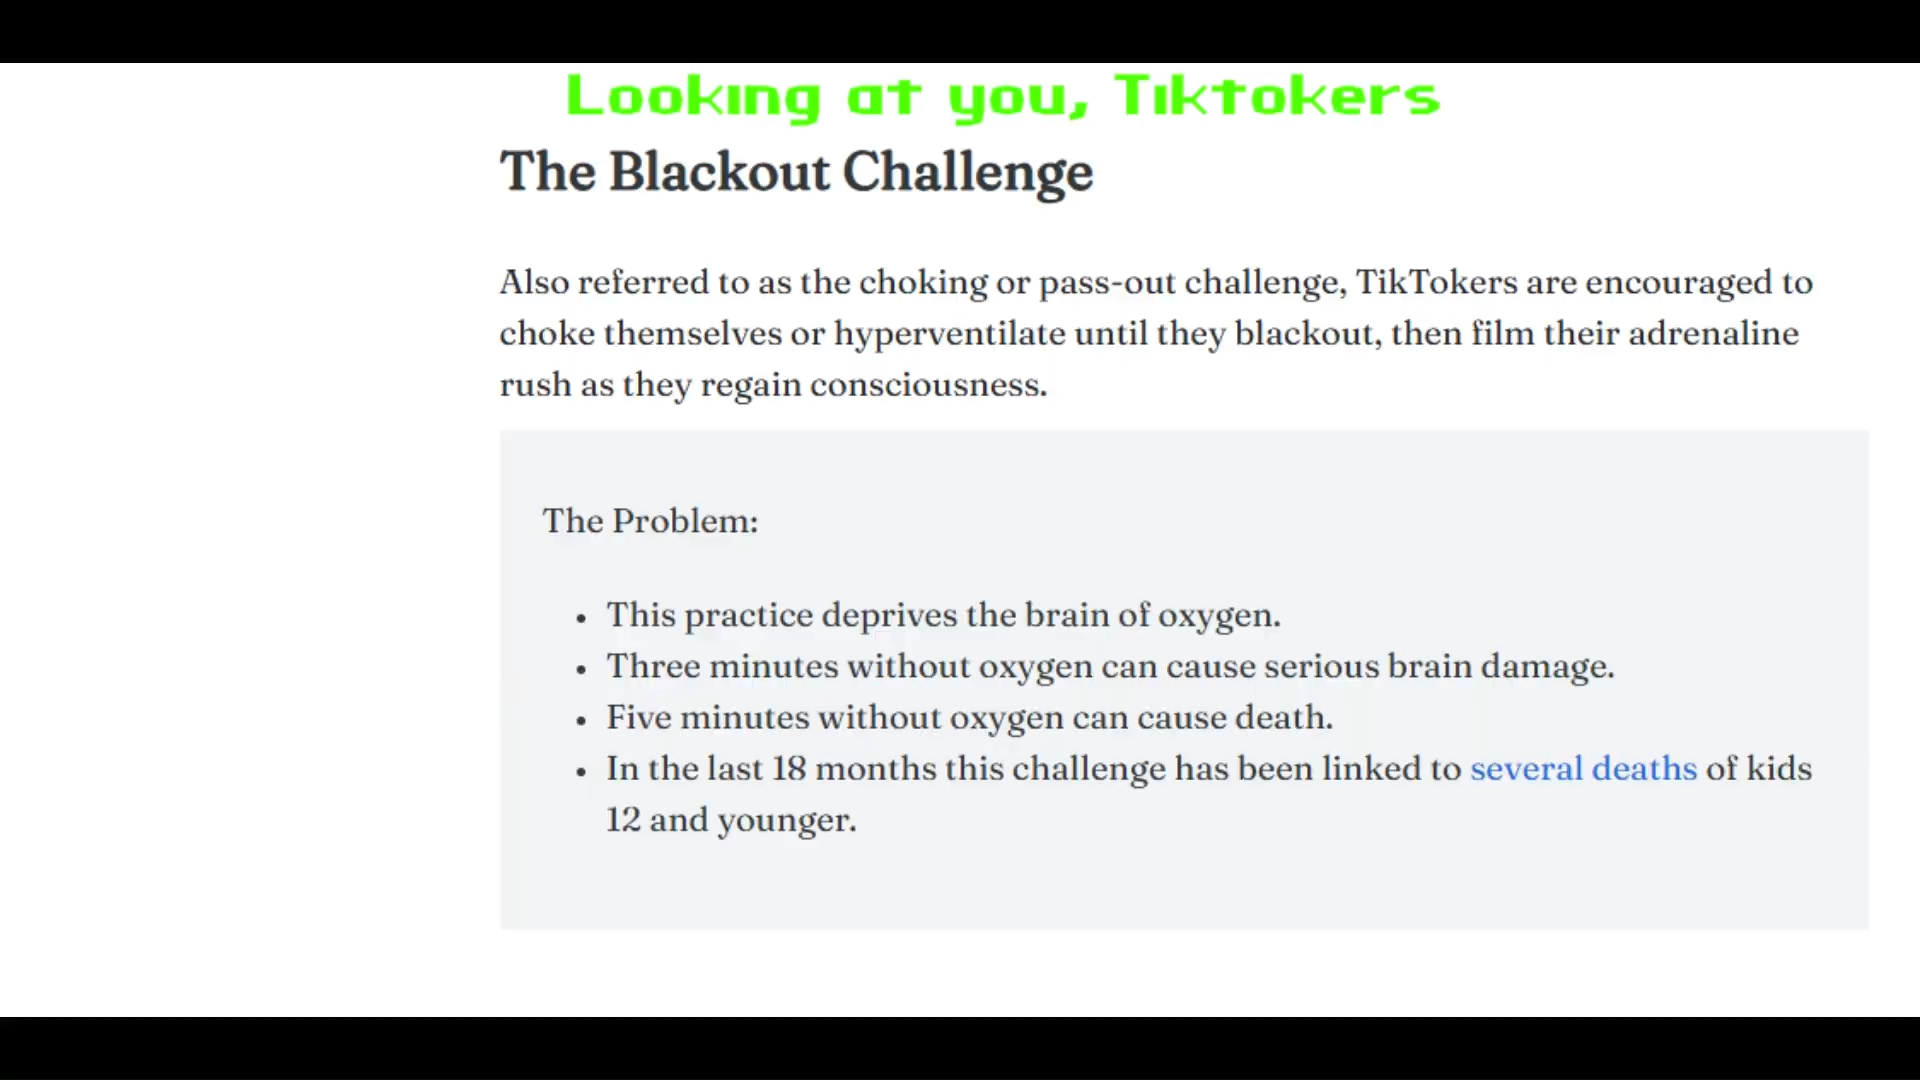 Looking at you, Tiktokers
The Blackout Challenge
Also referred to as the choking or pass-out challenge, TikTokers are encouraged to
choke themselves or hyperventilate until they blackout, then film their adrenaline
rush as they regain consciousness.
The Problem:
• This practice deprives the brain of oxygen.
• Three minutes without oxygen can cause serious brain damage.
• Five minutes without oxygen can cause death.
• In the last 18 months this challenge has been linked to several deaths of kids
12 and younger.